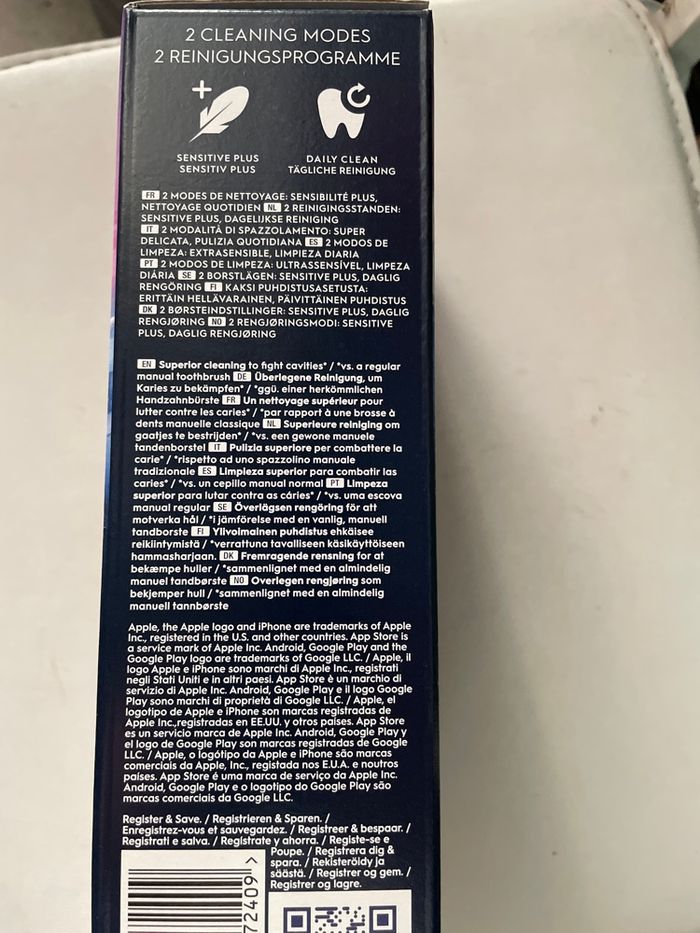 2 CLEANING MODES
2 REINIGUNGSPROGRAMME
SENSITIVE PLUS
SENSITIV PLUS
DAILY CLEAN
TÄGLICHE REINIGUNG
FR 2 MODES DE NETTOYAGE: SENSIBILITÉ PLUS,
NETTOYAGE QUOTIDIEN NL 2 REINIGINGSSTANDEN:
SENSITIVE PLUS, DAGELIJKSE REINIGING
IT 2 MODALITÀ DI SPAZZOLAMENTO: SUPER
DELICATA, PULIZIA QUOTIDIANA ES 2 MODOS DE
LIMPEZA: EXTRASENSIBLE, LIMPIEZA DIARIA
PT 2 MODOS DE LIMPEZA: ULTRASSENSÍVEL, LIMPEZA
DIÁRIA SE 2 BORSTLÄGEN: SENSITIVE PLUS, DAGLIG
RENGÖRING FI KAKSI PUHDISTUSASETUSTA:
ERITTÄIN HELLÄVARAINEN, PÄIVITTÄINEN PUHDISTUS
DK 2 BØRSTEINDSTILLINGER: SENSITIVE PLUS, DAGLIG
RENGJØRING NO 2 RENGJØRINGSMODI: SENSITIVE
PLUS, DAGLIG RENGJØRING
EN Superior cleaning to fight cavities* / *vs. a regular
manual toothbrush DE Überlegene Reinigung, um
Karies zu bekämpfen* / *ggü. einer herkömmlichen
Handzahnbürste FR Un nettoyage supérieur pour
lutter contre les caries* / *par rapport à une brosse à
dents manuelle classique NL Superieure reiniging om
gaatjes te bestrijden* / *vs. een gewone manuele
tandenborstel IT Pulizia superiore per combattere la
carie* / *rispetto ad uno spazzolino manuale
tradizionale ES Limpieza superior para combatir las
caries* / *vs. un cepillo manual normal PT Limpeza
superior para lutar contra as cáries* / *vs. uma escova
manual regular SE Överlägsen rengöring för att
motverka hål / *i jämförelse med en vanlig, manuell
tandborste FI Ylivoimainen puhdistus ehkäisee
reikiintymistä / *verrattuna tavalliseen käsikäyttöiseen
hammasharjaan. DK Fremragende rensning for at
bekæmpe huller / *sammenlignet med en almindelig
manuel tandbørste NO Overlegen rengjøring som
bekjemper hull / *sammenlignet med en almindelig
manuell tannbørste
Apple, the Apple logo and iPhone are trademarks of Apple
Inc., registered in the U.S. and other countries. App Store is
a service mark of Apple Inc. Android, Google Play and the
Google Play logo are trademarks of Google LLC. / Apple, il
logo Apple e iPhone sono marchi di Apple Inc., registrati
negli Stati Uniti e in altri paesi. App Store è un marchio di
servizio di Apple Inc. Android, Google Play e il logo Google
Play sono marchi di proprietà di Google LLC. / Apple, el
logotipo de Apple e iPhone son marcas registradas de
Apple Inc.,registradas en EE.UU. y otros países. App Store
es un servicio marca de Apple Inc. Android, Google Play y
el logo de Google Play son marcas registradas de Google
LLC. / Apple, o logótipo da Apple e iPhone são marcas
comerciais da Apple, Inc., registada nos E.U.A. e noutros
países. App Store é uma marca de serviço da Apple Inc.
Android, Google Play e o logotipo do Google Play são
marcas comerciais da Google LLC.
Register & Save. / Registrieren & Sparen. /
Enregistrez-vous et sauvegardez. / Registreer & bespaar. /
Registrati e salva. / Regístrate y ahorra. / Registe-se e
Poupe. / Registrera dig &
spara. / Rekisteröidy ja
säästä. / Registrer og gem. /
Registrer og lagre.
72409 >